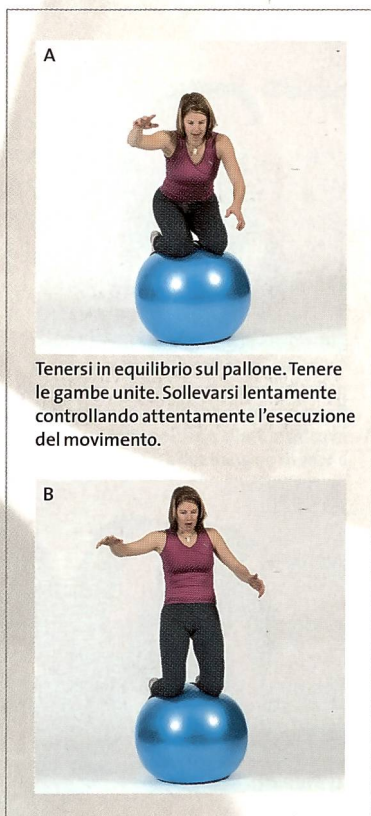 A
Tenersi in equilibrio sul pallone. Tenere
le gambe unite. Sollevarsi lentamente
controllando attentamente l'esecuzione
del movimento.
B